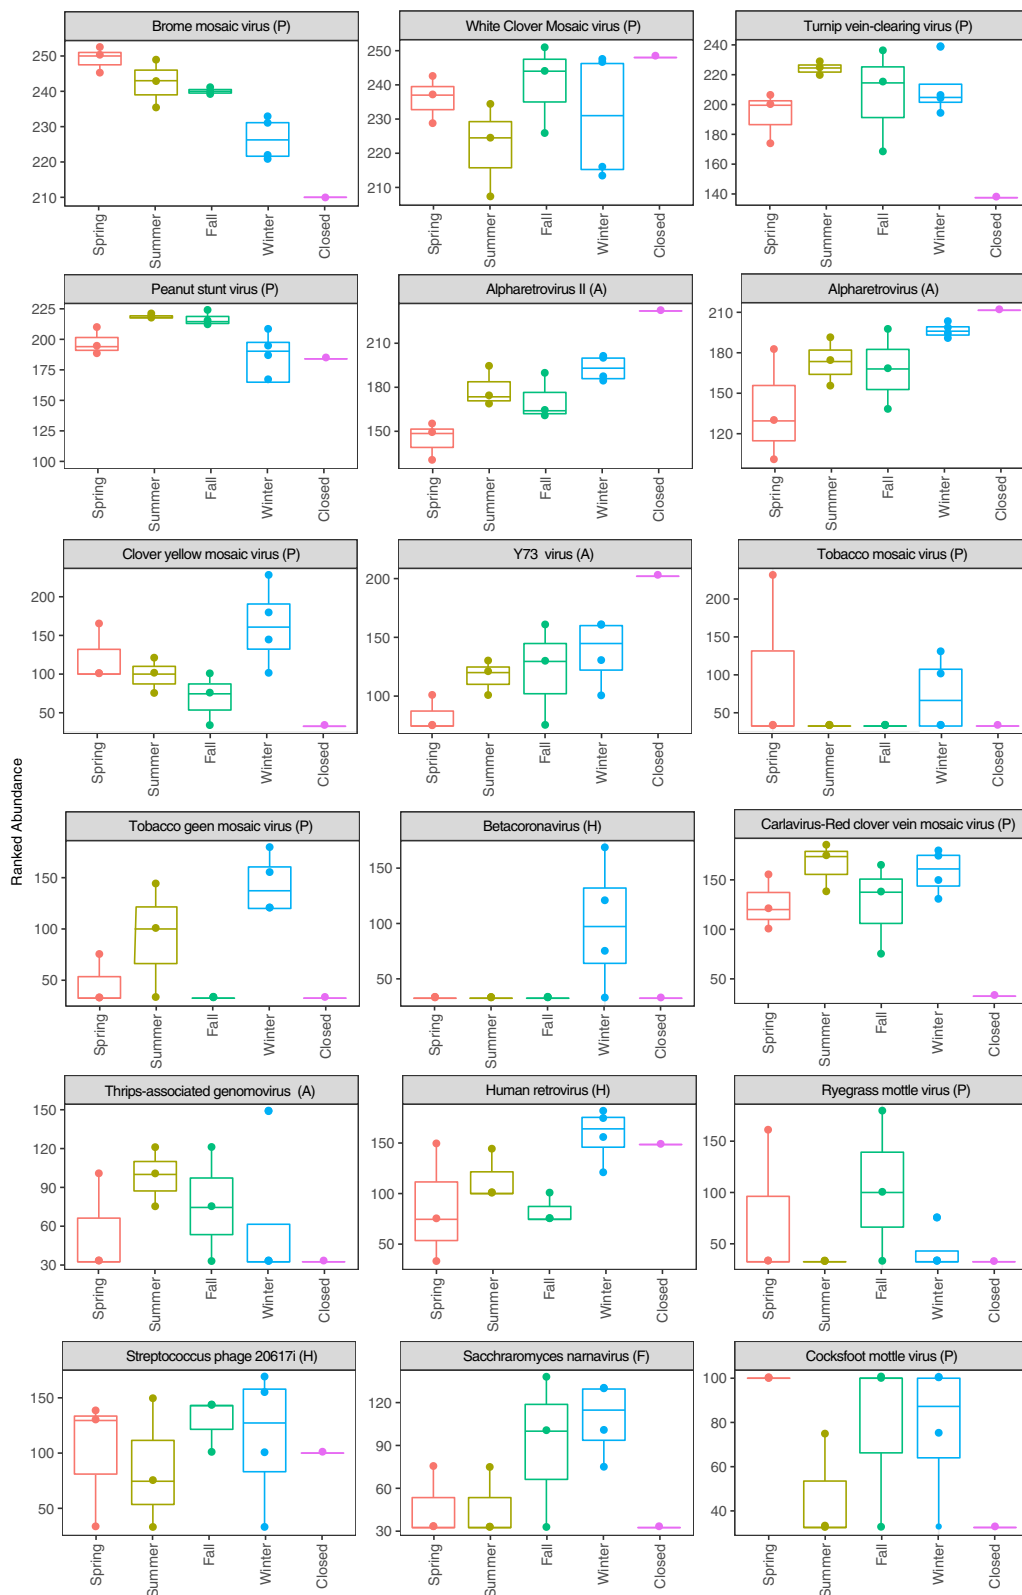 Brome mosaic virus (P)
White Clover Mosaic virus (P)
Turnip vein-clearing virus (P)
250
240
230
220
210
250
240
230
220
210
240
220
200
180
160
140
Spring
Summer
Fall
Winter
Closed
Spring
Summer
Fall
Winter
Closed
Spring
Summer
Fall
Winter
Closed
Peanut stunt virus (P)
Alpharetrovirus II (A)
Alpharetrovirus (A)
225
200
175
150
125
100
210
180
150
210
180
150
120
Spring
Summer
Fall
Winter
Closed
Spring
Summer
Fall
Winter
Closed
Spring
Summer
Fall
Winter
Closed
Clover yellow mosaic virus (P)
Y73 virus (A)
Tobacco mosaic virus (P)
200
150
100
50
200
150
100
200
150
100
50
Spring
Summer
Fall
Winter
Closed
Spring
Summer
Fall
Winter
Closed
Spring
Summer
Fall
Winter
Closed
Ranked Abundance
Tobacco geen mosaic virus (P)
Betacoronavirus (H)
Carlavirus-Red clover vein mosaic virus (P)
150
100
50
150
100
50
150
100
50
Spring
Summer
Fall
Winter
Closed
Spring
Summer
Fall
Winter
Closed
Spring
Summer
Fall
Winter
Closed
Thrips-associated genomovirus (A)
Human retrovirus (H)
Ryegrass mottle virus (P)
150
120
90
60
30
150
100
50
150
100
50
Spring
Summer
Fall
Winter
Closed
Spring
Summer
Fall
Winter
Closed
Spring
Summer
Fall
Winter
Closed
Streptococcus phage 20617i (H)
Sacchraromyces narnavirus (F)
Cocksfoot mottle virus (P)
150
100
50
120
90
60
30
100
80
60
40
Spring
Summer
Fall
Winter
Closed
Spring
Summer
Fall
Winter
Closed
Spring
Summer
Fall
Winter
Closed